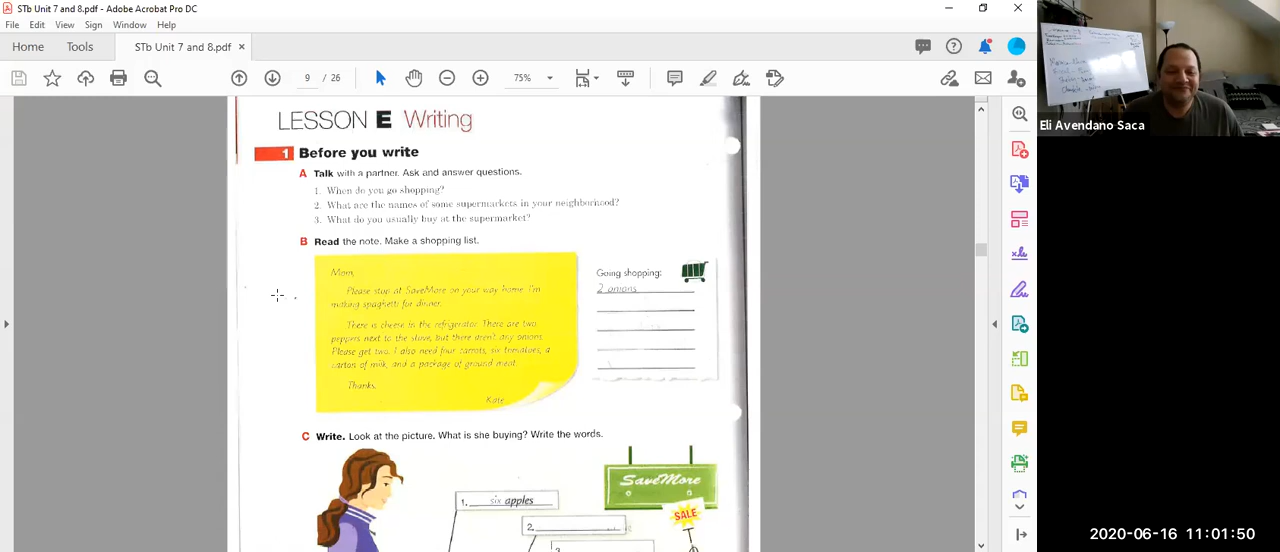 STb Unit 7 and 8.pdf - Adobe Acrobat Pro DC
File Edit View Sign Window Help
Home Tools STb Unit 7 and 8.pdf ×
9 / 26 75%
LESSON E Writing
1 Before you write
A Talk with a partner. Ask and answer questions.
1. When do you go shopping?
2. What are the names of some supermarkets in your neighborhood?
3. What do you usually buy at the supermarket?
B Read the note. Make a shopping list.
Mom,
Please stop at SaveMore on your way home. I'm
making spaghetti for dinner.
There is cheese in the refrigerator. There are two
peppers next to the stove, but there aren't any onions.
Please get two. I also need four carrots, six tomatoes, a
carton of milk, and a package of ground meat.
Thanks,
Kate
Going shopping:
2 onions
C Write. Look at the picture. What is she buying? Write the words.
SaveMore
SALE
1. six apples
2.
3.
Eli Avendano Saca
2020-06-16 11:01:50